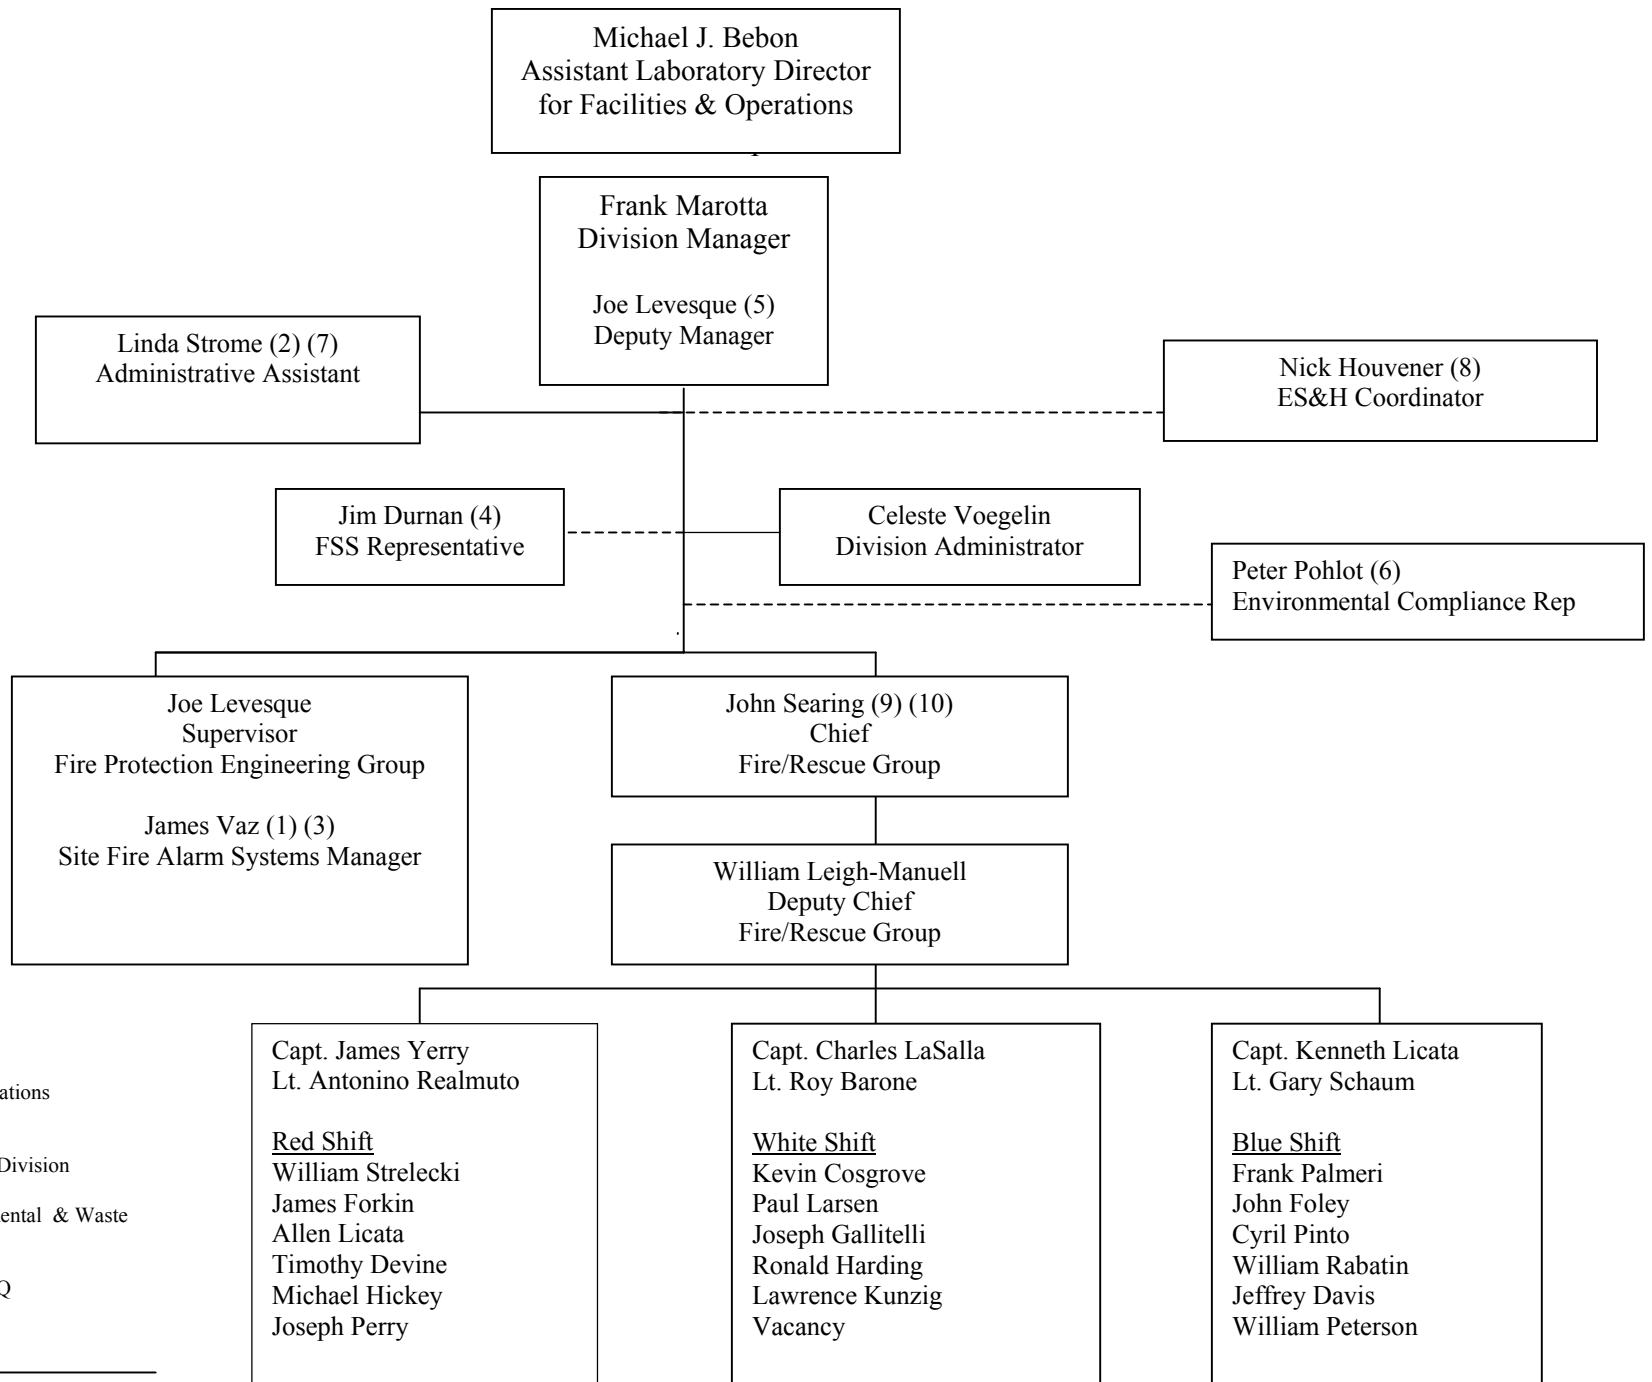 Michael J. Bebon
Assistant Laboratory Director
for Facilities & Operations
Frank Marotta
Division Manager
Joe Levesque (5)
Deputy Manager
Linda Strome (2) (7)
Administrative Assistant
Nick Houvener (8)
ES&H Coordinator
Jim Durnan (4)
FSS Representative
Celeste Voegelin
Division Administrator
Peter Pohlot (6)
Environmental Compliance Rep
Joe Levesque
Supervisor
Fire Protection Engineering Group
James Vaz (1) (3)
Site Fire Alarm Systems Manager
John Searing (9) (10)
Chief
Fire/Rescue Group
William Leigh-Manuell
Deputy Chief
Fire/Rescue Group
ations
Division
ental & Waste
Q
Capt. James Yerry
Lt. Antonino Realmuto
Red Shift
William Strelecki
James Forkin
Allen Licata
Timothy Devine
Michael Hickey
Joseph Perry
Capt. Charles LaSalla
Lt. Roy Barone
White Shift
Kevin Cosgrove
Paul Larsen
Joseph Gallitelli
Ronald Harding
Lawrence Kunzig
Vacancy
Capt. Kenneth Licata
Lt. Gary Schaum
Blue Shift
Frank Palmeri
John Foley
Cyril Pinto
William Rabatin
Jeffrey Davis
William Peterson